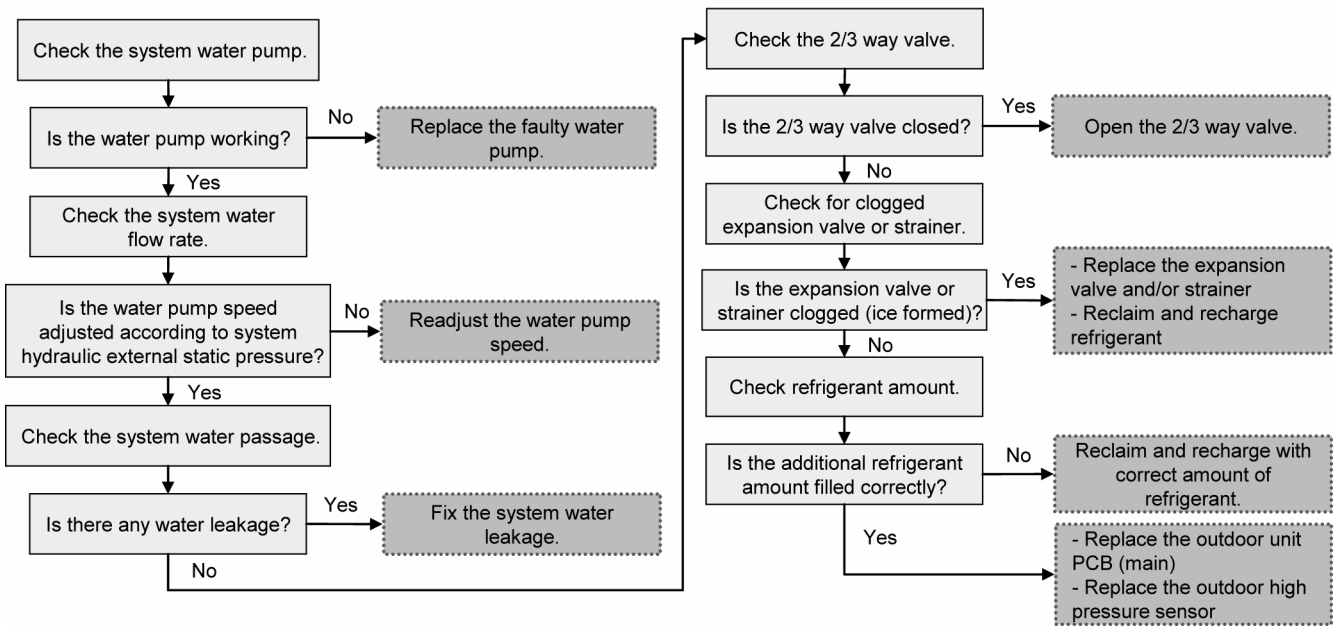 Check the system water pump.
Is the water pump working?
No
Replace the faulty water
pump.
Yes
Check the system water
flow rate.
Is the water pump speed
adjusted according to system
hydraulic external static pressure?
No
Readjust the water pump
speed.
Yes
Check the system water passage.
Is there any water leakage?
Yes
Fix the system water
leakage.
No
Check the 2/3 way valve.
Is the 2/3 way valve closed?
Yes
Open the 2/3 way valve.
No
Check for clogged
expansion valve or strainer.
Is the expansion valve or
strainer clogged (ice formed)?
Yes
- Replace the expansion
valve and/or strainer
- Reclaim and recharge
refrigerant
No
Check refrigerant amount.
Is the additional refrigerant
amount filled correctly?
No
Reclaim and recharge with
correct amount of
refrigerant.
Yes
- Replace the outdoor unit
PCB (main)
- Replace the outdoor high
pressure sensor